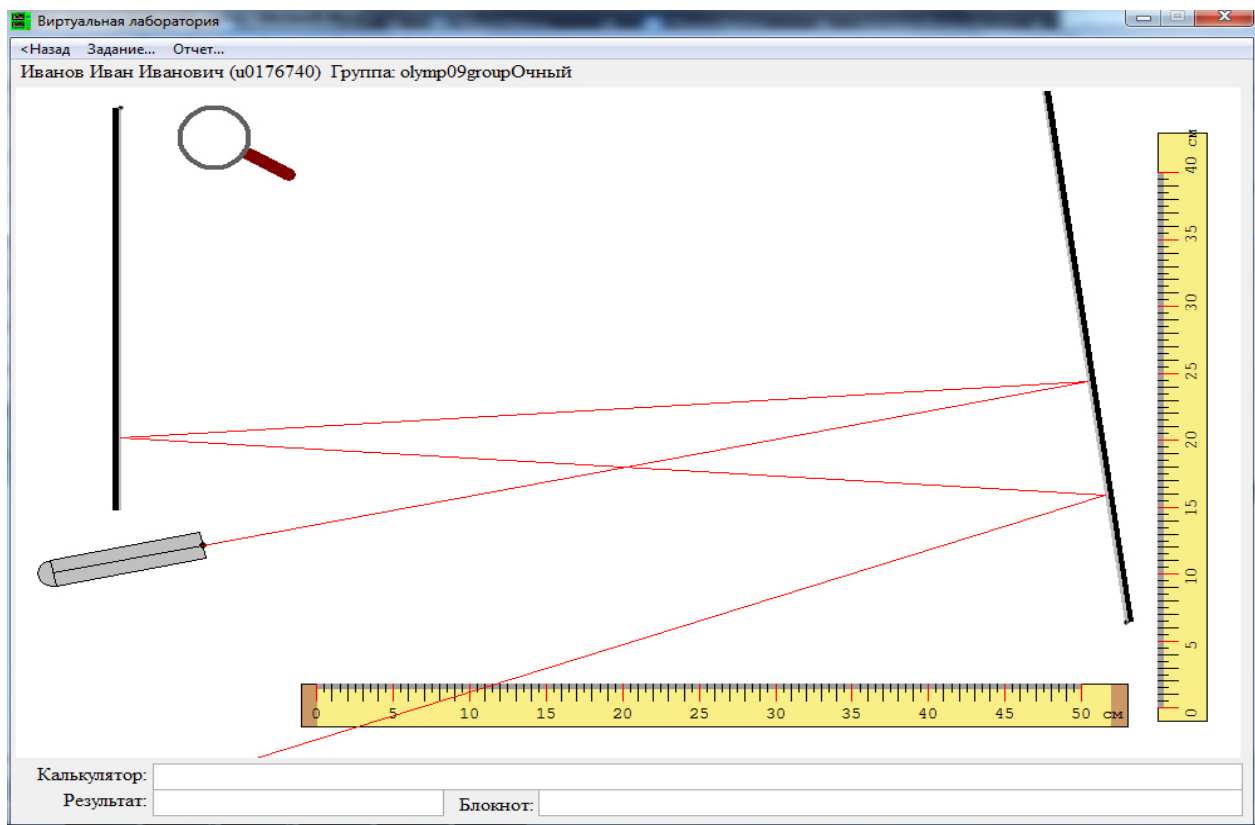 Виртуальная лаборатория
<Назад Задание... Отчет...
Иванов Иван Иванович (u0176740) Группа: olymp09groupОчный
40 см
35
30
25
20
15
10
5
0
0 5 10 15 20 25 30 35 40 45 50 см
Калькулятор:
Результат:
Блокнот: